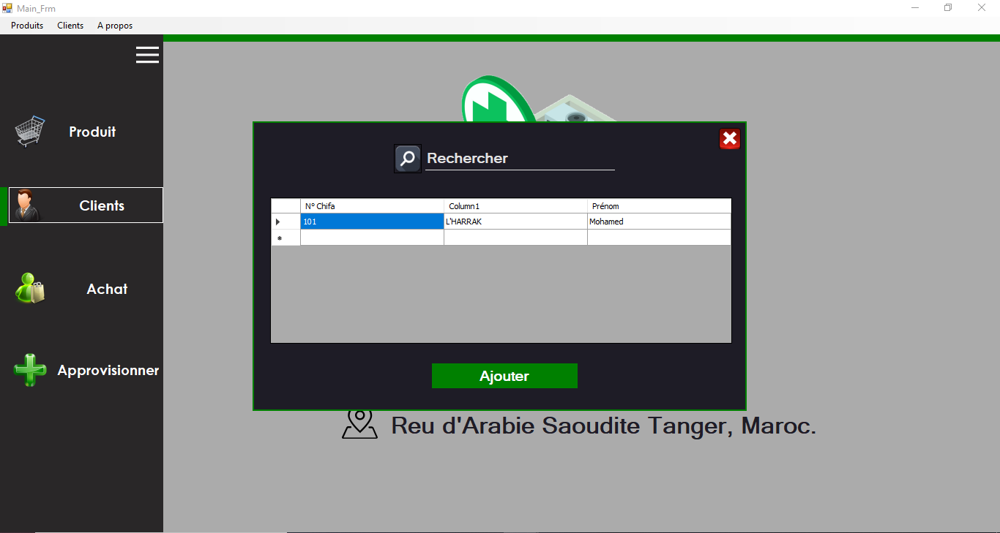 Main_Frm
Produits Clients A propos
Produit
Clients
Achat
Approvisionner
Rechercher
N° Chifa Column1 Prénom
101 L'HARRAK Mohamed
Ajouter
Reu d'Arabie Saoudite Tanger, Maroc.